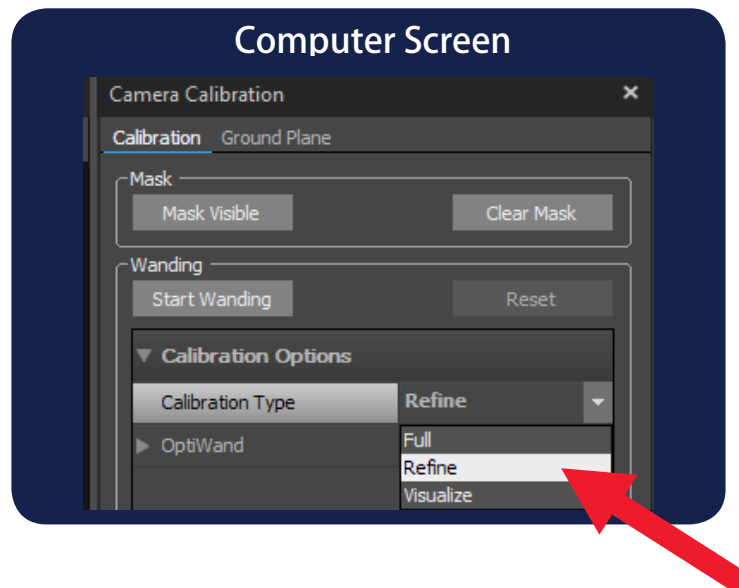 Computer Screen
Camera Calibration ×
Calibration Ground Plane
Mask
Mask Visible Clear Mask
Wanding
Start Wanding Reset
Calibration Options
Calibration Type Refine
OptiWand Full
Refine
Visualize